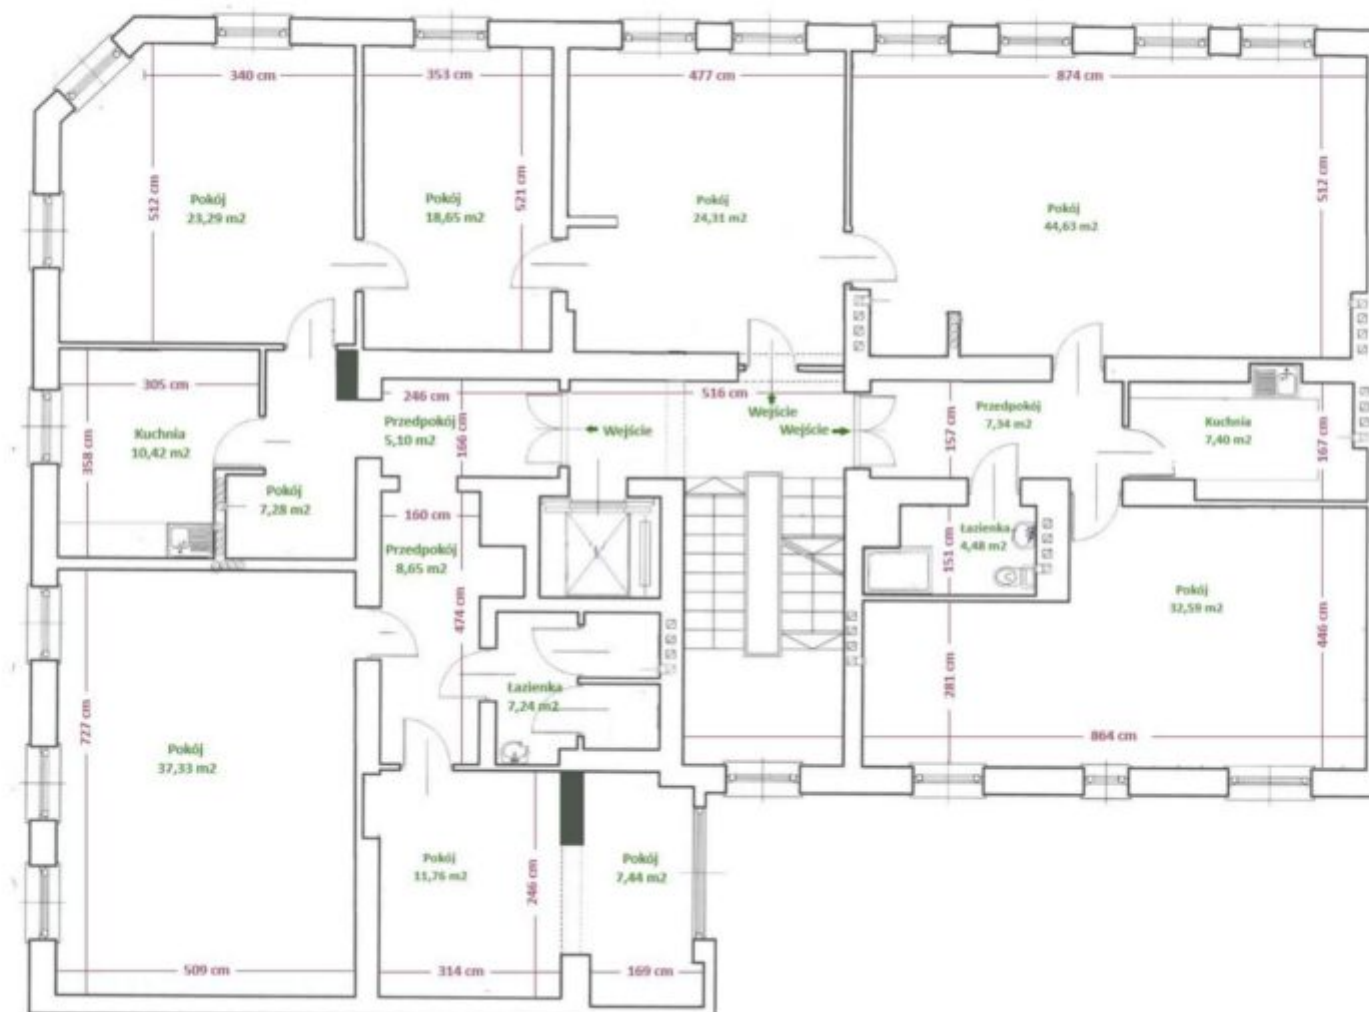 340 cm
353 cm
477 cm
874 cm
512 cm
Pokój
23,29 m2
521 cm
Pokój
18,65 m2
Pokój
24,31 m2
Pokój
44,63 m2
512 cm
305 cm
Kuchnia
10,42 m2
358 cm
Pokój
7,28 m2
246 cm
Przedpokój
5,10 m2
166 cm
516 cm
Wejście
Wejście
Wejście
157 cm
Przedpokój
7,34 m2
Kuchnia
7,40 m2
167 cm
160 cm
Przedpokój
8,65 m2
474 cm
151 cm
Łazienka
4,48 m2
Pokój
32,59 m2
446 cm
281 cm
864 cm
Łazienka
7,24 m2
727 cm
Pokój
37,33 m2
509 cm
Pokój
11,76 m2
246 cm
314 cm
Pokój
7,44 m2
169 cm